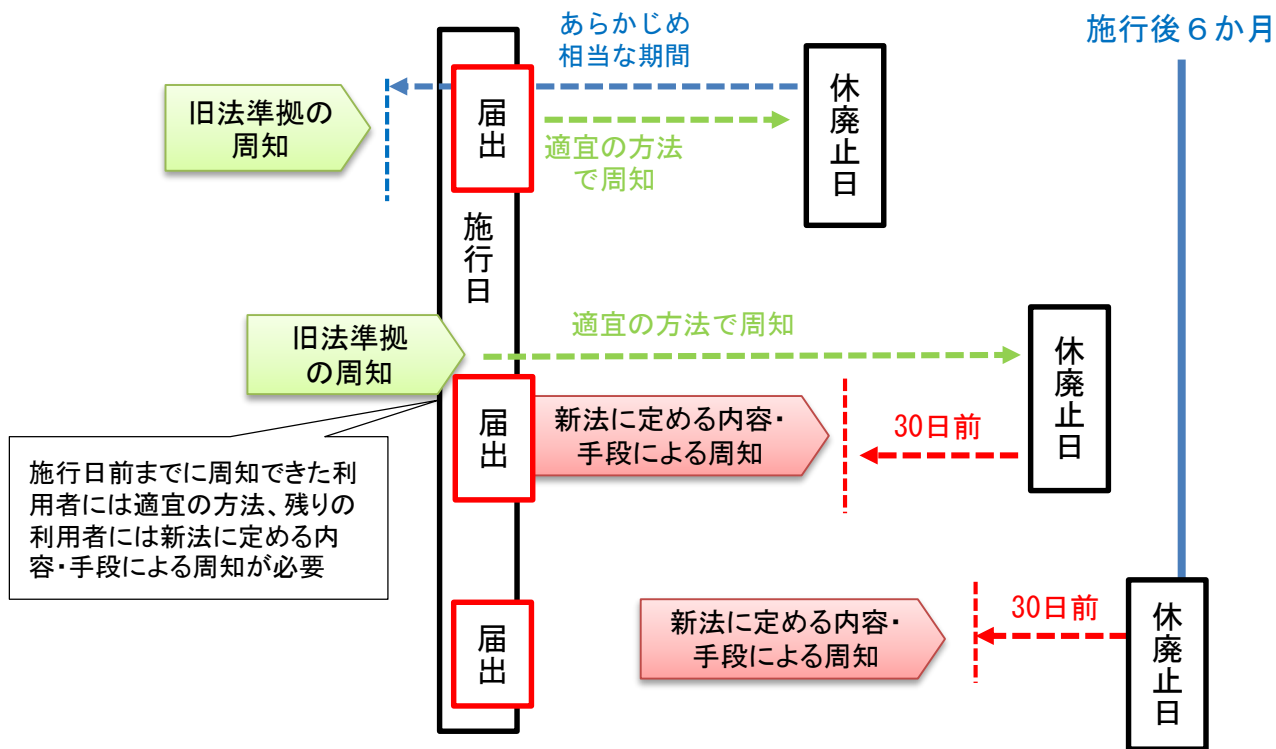 あらかじめ
相当な期間
施行後６か月
旧法準拠の
周知
届出
休廃止日
適宜の方法
で周知
施行日
旧法準拠
の周知
適宜の方法で周知
休廃止日
届出
新法に定める内容・
手段による周知
30日前
施行日前までに周知できた利
用者には適宜の方法、残りの
利用者には新法に定める内
容・手段による周知が必要
届出
新法に定める内容・
手段による周知
30日前
休廃止日